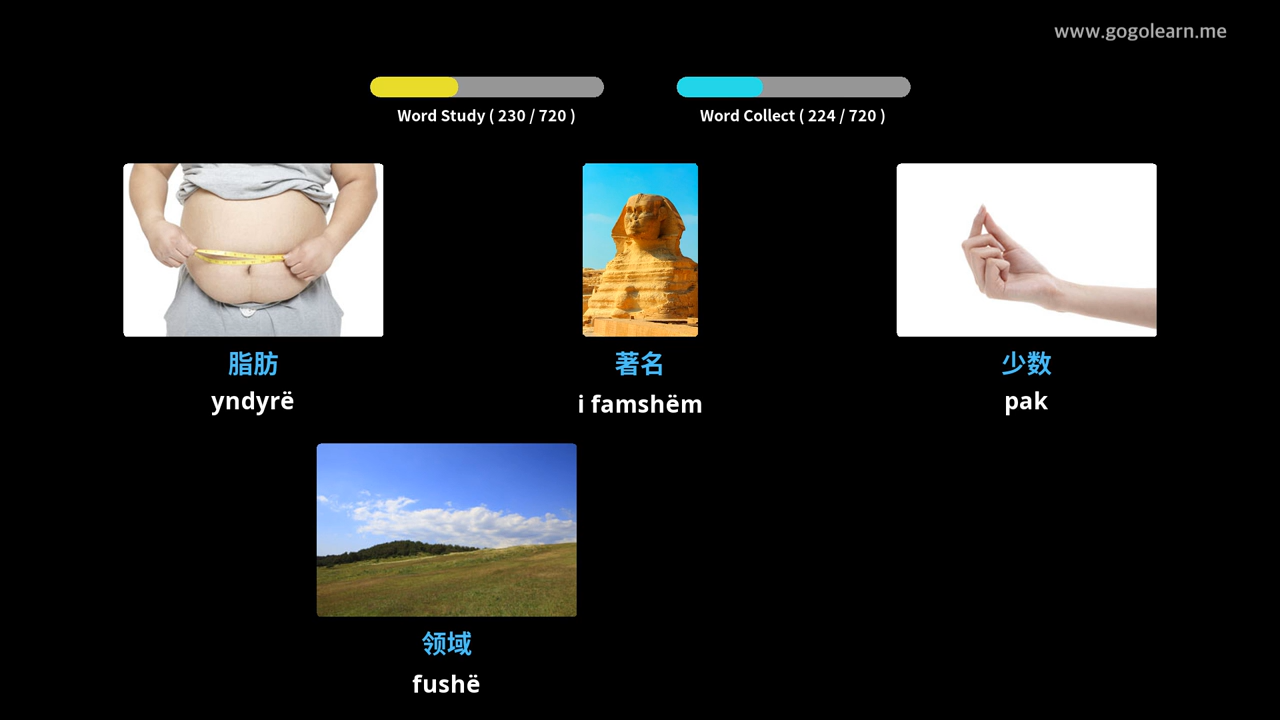 www.gogolearn.me
Word Study ( 230 / 720 )
Word Collect ( 224 / 720 )
脂肪
yndyrë
著名
i famshëm
少数
pak
领域
fushë